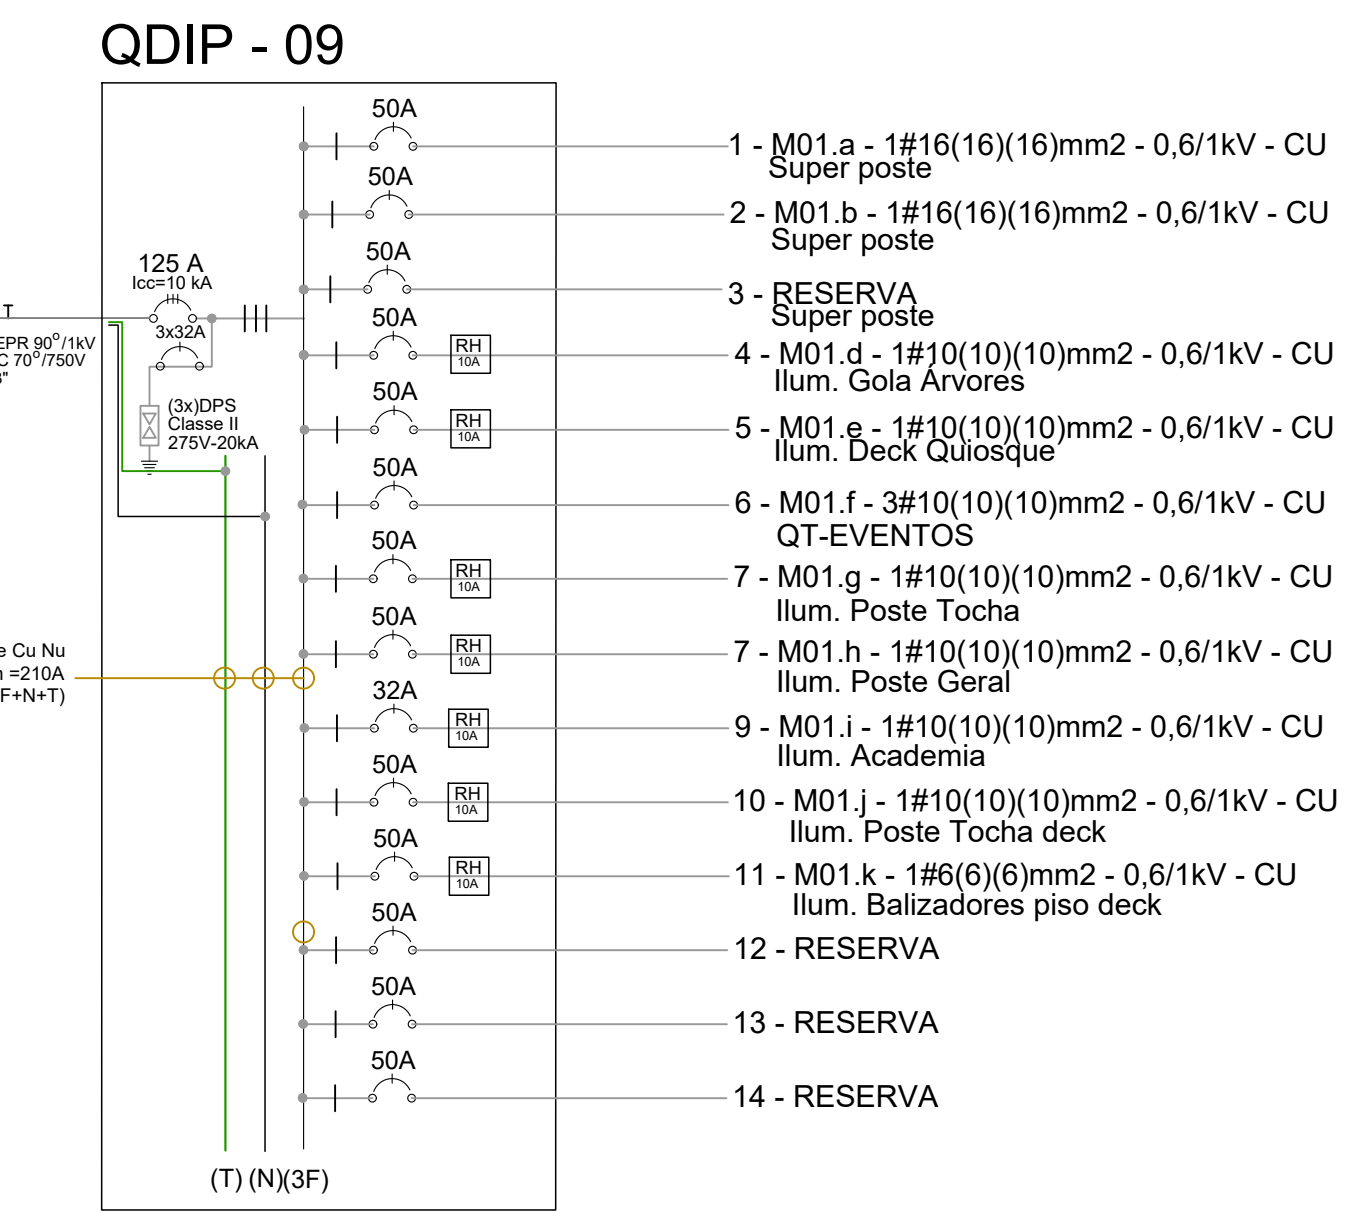 QDIP - 09
50A
1 - M01.a - 1#16(16)(16)mm2 - 0,6/1kV - CU
Super poste
50A
2 - M01.b - 1#16(16)(16)mm2 - 0,6/1kV - CU
Super poste
125 A
Icc=10 kA
50A
3 - RESERVA
Super poste
T
3x32A
EPR 90°/1kV
C 70°/750V
50A
RH
10A
4 - M01.d - 1#10(10)(10)mm2 - 0,6/1kV - CU
Ilum. Gola Árvores
(3x)DPS
Classe II
275V-20kA
50A
RH
10A
5 - M01.e - 1#10(10)(10)mm2 - 0,6/1kV - CU
Ilum. Deck Quiosque
50A
6 - M01.f - 3#10(10)(10)mm2 - 0,6/1kV - CU
QT-EVENTOS
50A
RH
10A
7 - M01.g - 1#10(10)(10)mm2 - 0,6/1kV - CU
Ilum. Poste Tocha
50A
RH
10A
7 - M01.h - 1#10(10)(10)mm2 - 0,6/1kV - CU
Ilum. Poste Geral
e Cu Nu
=210A
F+N+T)
32A
RH
10A
9 - M01.i - 1#10(10)(10)mm2 - 0,6/1kV - CU
Ilum. Academia
50A
RH
10A
10 - M01.j - 1#10(10)(10)mm2 - 0,6/1kV - CU
Ilum. Poste Tocha deck
50A
RH
10A
11 - M01.k - 1#6(6)(6)mm2 - 0,6/1kV - CU
Ilum. Balizadores piso deck
50A
12 - RESERVA
50A
13 - RESERVA
50A
14 - RESERVA
(T) (N)(3F)